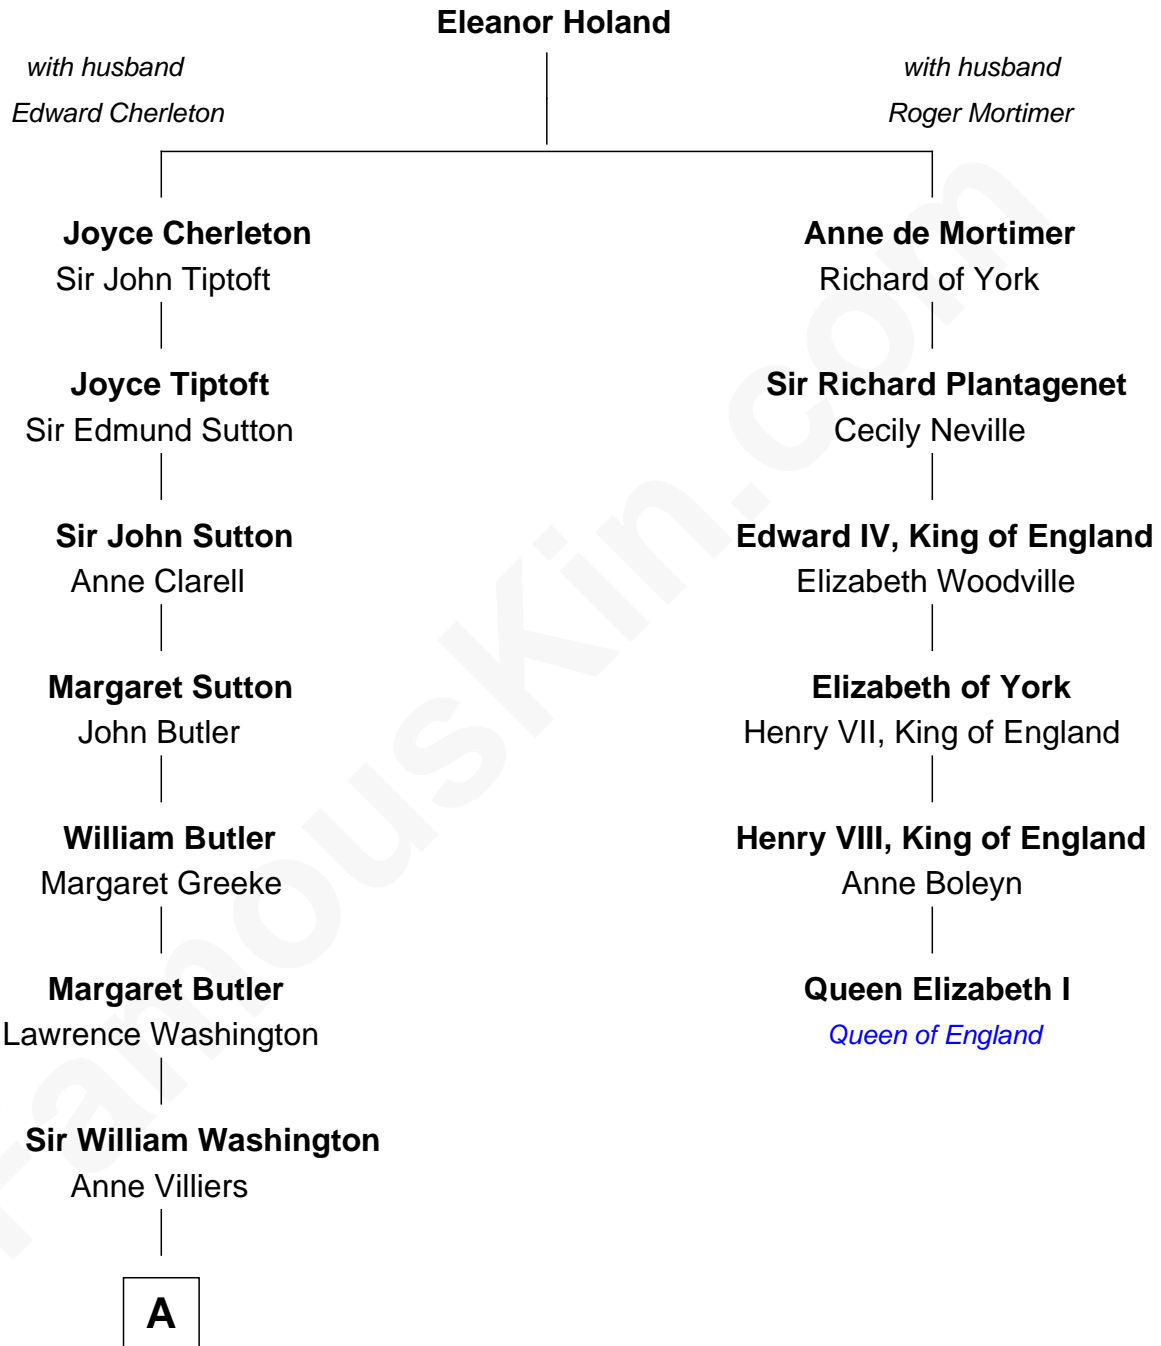 Eleanor Holand
with husband
Edward Cherleton
with husband
Roger Mortimer
Joyce Cherleton
Sir John Tiptoft
Anne de Mortimer
Richard of York
Joyce Tiptoft
Sir Edmund Sutton
Sir Richard Plantagenet
Cecily Neville
Sir John Sutton
Anne Clarell
Edward IV, King of England
Elizabeth Woodville
Margaret Sutton
John Butler
Elizabeth of York
Henry VII, King of England
William Butler
Margaret Greeke
Henry VIII, King of England
Anne Boleyn
Margaret Butler
Lawrence Washington
Queen Elizabeth I
Queen of England
Sir William Washington
Anne Villiers
A
FamousKin.com